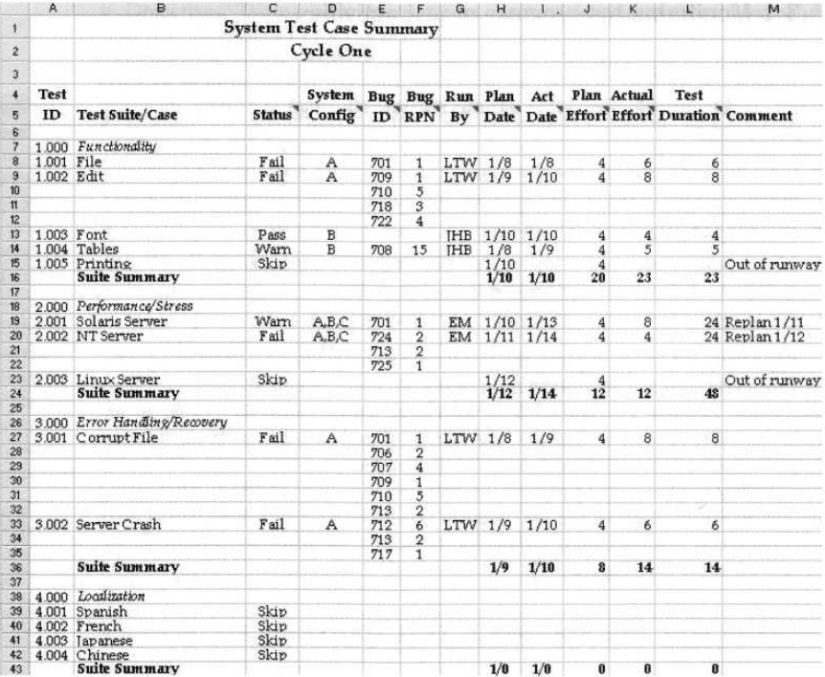 A B C D E F G H I J K L M
1 System Test Case Summary
2 Cycle One
3
4 Test System Bug Bug Run Plan Act Plan Actual Test
5 ID Test Suite/Case Status Config ID RPN By Date Date Effort Effort Duration Comment
6
7 1.000 Functionality
8 1.001 File Fail A 701 1 LTW 1/8 1/8 4 6 6
9 1.002 Edit Fail A 709 1 LTW 1/9 1/10 4 8 8
10 710 5
11 718 3
12 722 4
13 1.003 Font Pass B JHB 1/10 1/10 4 4 4
14 1.004 Tables Warn B 708 15 JHB 1/8 1/9 4 5 5
15 1.005 Printing Skip 1/10 4 Out of runway
16 Suite Summary 1/10 1/10 20 23 23
17
18 2.000 Performance/Stress
19 2.001 Solaris Server Warn A,B,C 701 1 EM 1/10 1/13 4 8 24 Replan 1/11
20 2.002 NT Server Fail A,B,C 724 2 EM 1/11 1/14 4 4 24 Replan 1/12
21 713 2
22 725 1
23 2.003 Linux Server Skip 1/12 4 Out of runway
24 Suite Summary 1/12 1/14 12 12 48
25
26 3.000 Error Handling/Recovery
27 3.001 Corrupt File Fail A 701 1 LTW 1/8 1/9 4 8 8
28 706 2
29 707 4
30 709 1
31 710 5
32 713 2
33 3.002 Server Crash Fail A 712 6 LTW 1/9 1/10 4 6 6
34 713 2
35 717 1
36 Suite Summary 1/9 1/10 8 14 14
37
38 4.000 Localization
39 4.001 Spanish Skip
40 4.002 French Skip
41 4.003 Japanese Skip
42 4.004 Chinese Skip
43 Suite Summary 1/0 1/0 0 0 0